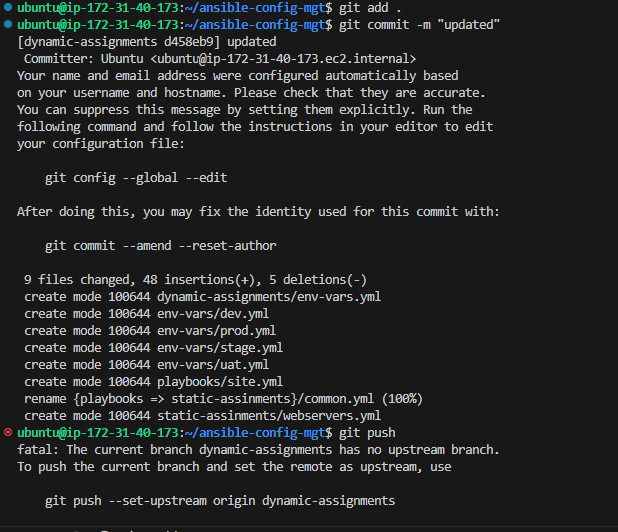 ubuntu@ip-172-31-40-173:~/ansible-config-mgt$ git add .
ubuntu@ip-172-31-40-173:~/ansible-config-mgt$ git commit -m "updated"
[dynamic-assignments d458eb9] updated
 Committer: Ubuntu <ubuntu@ip-172-31-40-173.ec2.internal>
Your name and email address were configured automatically based
on your username and hostname. Please check that they are accurate.
You can suppress this message by setting them explicitly. Run the
following command and follow the instructions in your editor to edit
your configuration file:

    git config --global --edit

After doing this, you may fix the identity used for this commit with:

    git commit --amend --reset-author

 9 files changed, 48 insertions(+), 5 deletions(-)
 create mode 100644 dynamic-assignments/env-vars.yml
 create mode 100644 env-vars/dev.yml
 create mode 100644 env-vars/prod.yml
 create mode 100644 env-vars/stage.yml
 create mode 100644 env-vars/uat.yml
 create mode 100644 playbooks/site.yml
 rename {playbooks => static-assinments}/common.yml (100%)
 create mode 100644 static-assinments/webservers.yml
ubuntu@ip-172-31-40-173:~/ansible-config-mgt$ git push
fatal: The current branch dynamic-assignments has no upstream branch.
To push the current branch and set the remote as upstream, use

    git push --set-upstream origin dynamic-assignments